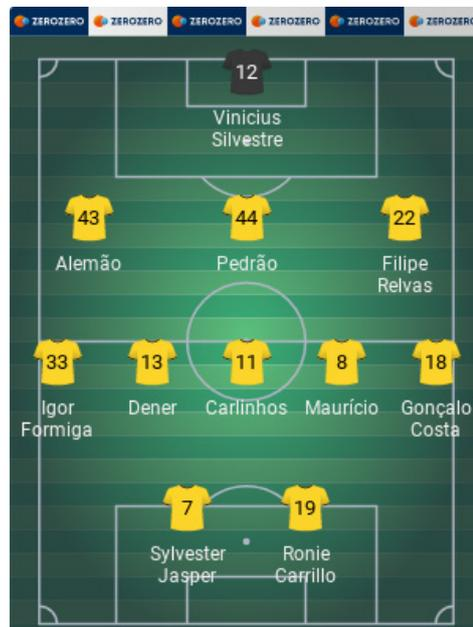 ZEROZERO ZEROZERO ZEROZERO ZEROZERO ZEROZERO ZEROZERO
12
Vinicius
Silvestre
43 44 22
Alemão Pedrão Filipe
Relvas
33 13 11 8 18
Igor Dener Carlinhos Maurício Gonçalo
Formiga Costa
7 19
Sylvester Ronie
Jasper Carrillo